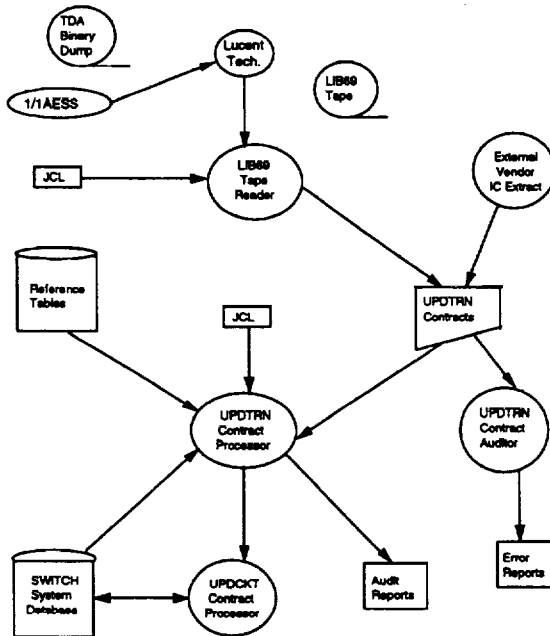 TDA
Binary
Dump
Lucent
Tech.
1/1AESS
LIB69
Tape
JCL
LIB69
Tape
Reader
External
Vendor
IC Extract
Reference
Tables
JCL
UPDTRN
Contracts
UPDTRN
Contract
Processor
UPDTRN
Contract
Auditor
SWITCH
System
Database
UPDCKT
Contract
Processor
Audit
Reports
Error
Reports